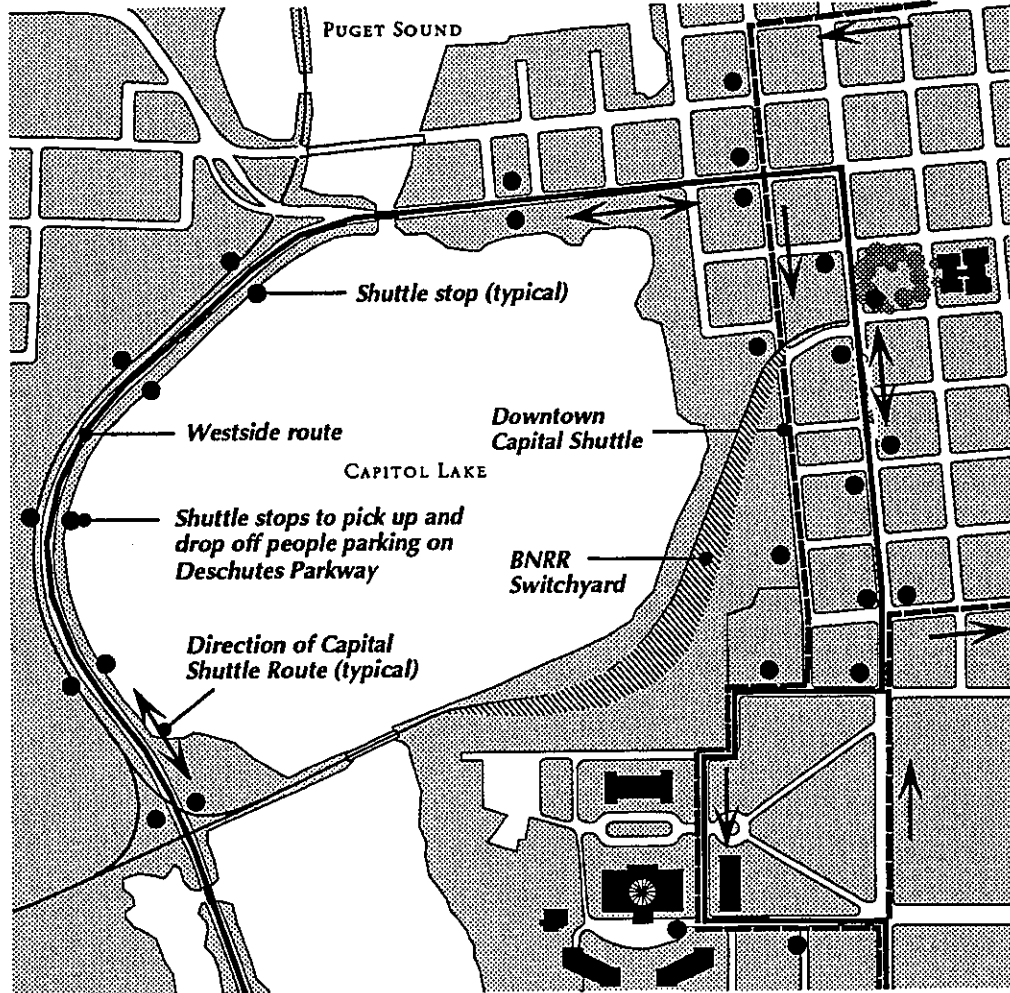 PUGET SOUND
Shuttle stop (typical)
Westside route
Downtown
Capital Shuttle
CAPITOL LAKE
Shuttle stops to pick up and
drop off people parking on
Deschutes Parkway
BNRR
Switchyard
Direction of Capital
Shuttle Route (typical)